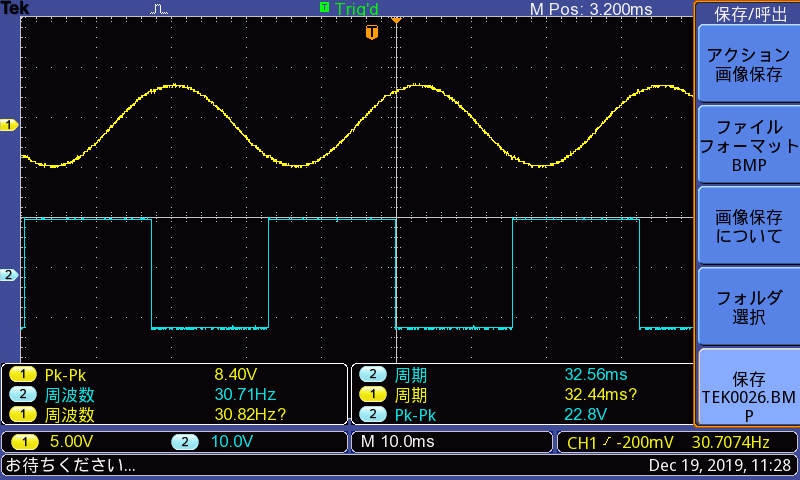 Tek
T Trig'd
M Pos: 3.200ms
T
1
2
保存/呼出
アクション
画像保存
ファイル
フォーマット
BMP
画像保存
について
フォルダ
選択
保存
TEK0026.BM
P
1 Pk-Pk 8.40V
2 周波数 30.71Hz
1 周波数 30.82Hz?
2 周期 32.56ms
1 周期 32.44ms?
2 Pk-Pk 22.8V
1 5.00V 2 10.0V
M 10.0ms
CH1 -200mV 30.7074Hz
お待ちください...
Dec 19, 2019, 11:28